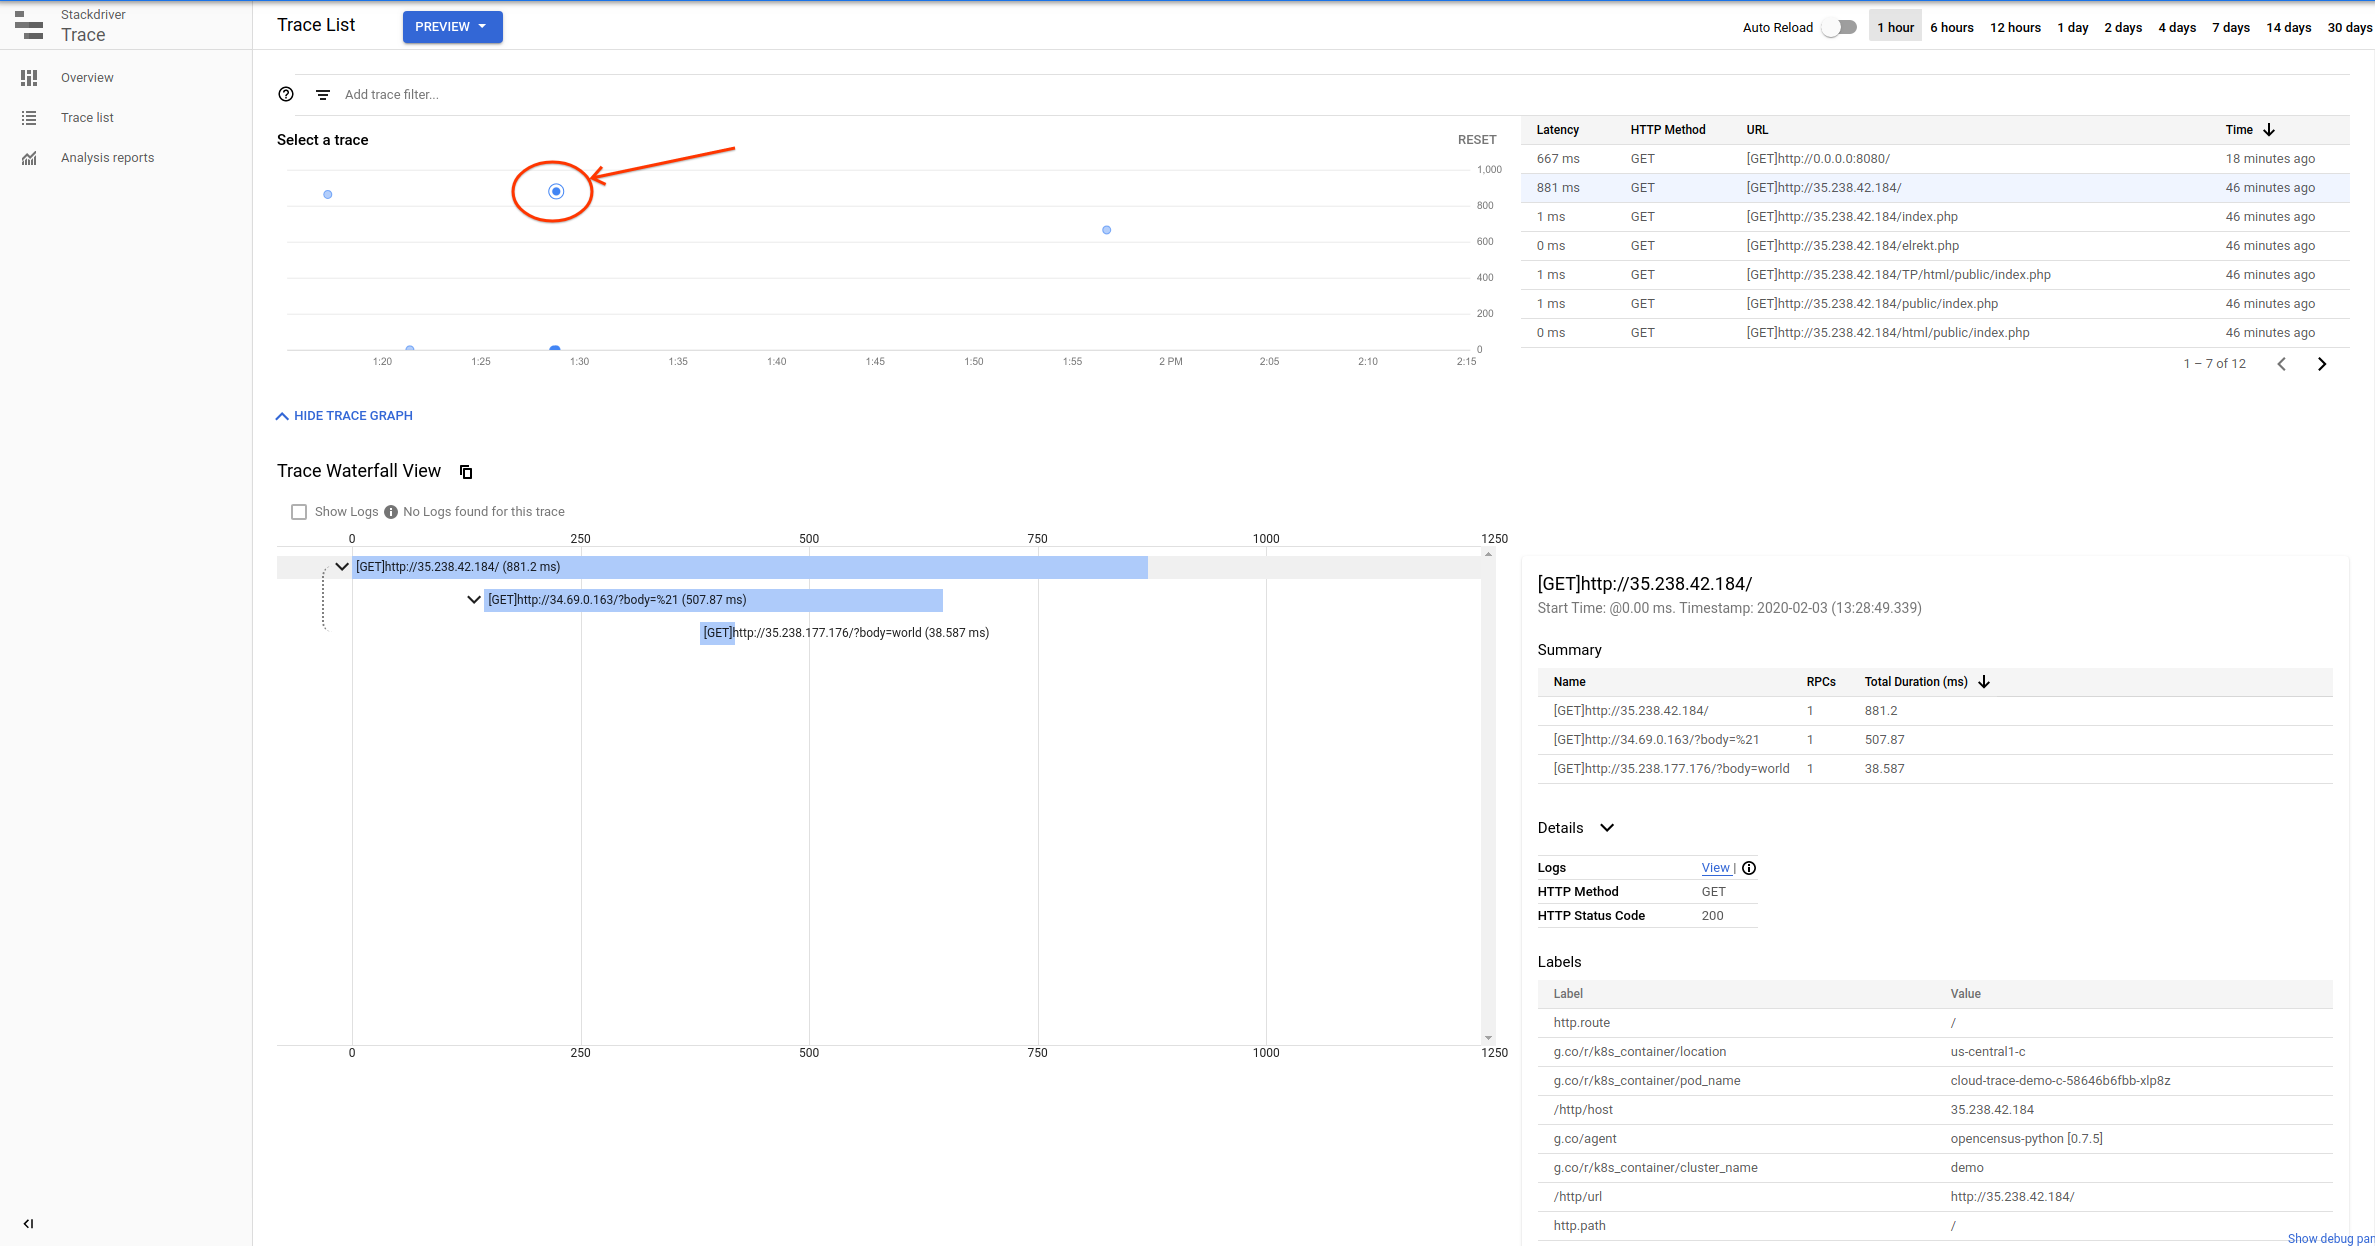 Stackdriver
Trace
Trace List
PREVIEW
Auto Reload
1 hour 6 hours 12 hours 1 day 2 days 4 days 7 days 14 days 30 days
Overview
Trace list
Analysis reports
Add trace filter...
Select a trace
RESET
1,000
800
600
400
200
0
1:20 1:25 1:30 1:35 1:40 1:45 1:50 1:55 2 PM 2:05 2:10 2:15
Latency HTTP Method URL Time
667 ms GET [GET]http://0.0.0.0:8080/ 18 minutes ago
881 ms GET [GET]http://35.238.42.184/ 46 minutes ago
1 ms GET [GET]http://35.238.42.184/index.php 46 minutes ago
0 ms GET [GET]http://35.238.42.184/elrekt.php 46 minutes ago
1 ms GET [GET]http://35.238.42.184/TP/html/public/index.php 46 minutes ago
1 ms GET [GET]http://35.238.42.184/public/index.php 46 minutes ago
0 ms GET [GET]http://35.238.42.184/html/public/index.php 46 minutes ago
1 – 7 of 12
HIDE TRACE GRAPH
Trace Waterfall View
Show Logs No Logs found for this trace
0 250 500 750 1000 1250
[GET]http://35.238.42.184/ (881.2 ms)
[GET]http://34.69.0.163/?body=%21 (507.87 ms)
[GET]http://35.238.177.176/?body=world (38.587 ms)
0 250 500 750 1000 1250
[GET]http://35.238.42.184/
Start Time: @0.00 ms. Timestamp: 2020-02-03 (13:28:49.339)
Summary
Name RPCs Total Duration (ms)
[GET]http://35.238.42.184/ 1 881.2
[GET]http://34.69.0.163/?body=%21 1 507.87
[GET]http://35.238.177.176/?body=world 1 38.587
Details
Logs View |
HTTP Method GET
HTTP Status Code 200
Labels
Label Value
http.route /
g.co/r/k8s_container/location us-central1-c
g.co/r/k8s_container/pod_name cloud-trace-demo-c-58646b6fbb-xlp8z
/http/host 35.238.42.184
g.co/agent opencensus-python [0.7.5]
g.co/r/k8s_container/cluster_name demo
/http/url http://35.238.42.184/
http.path /
Show debug pan